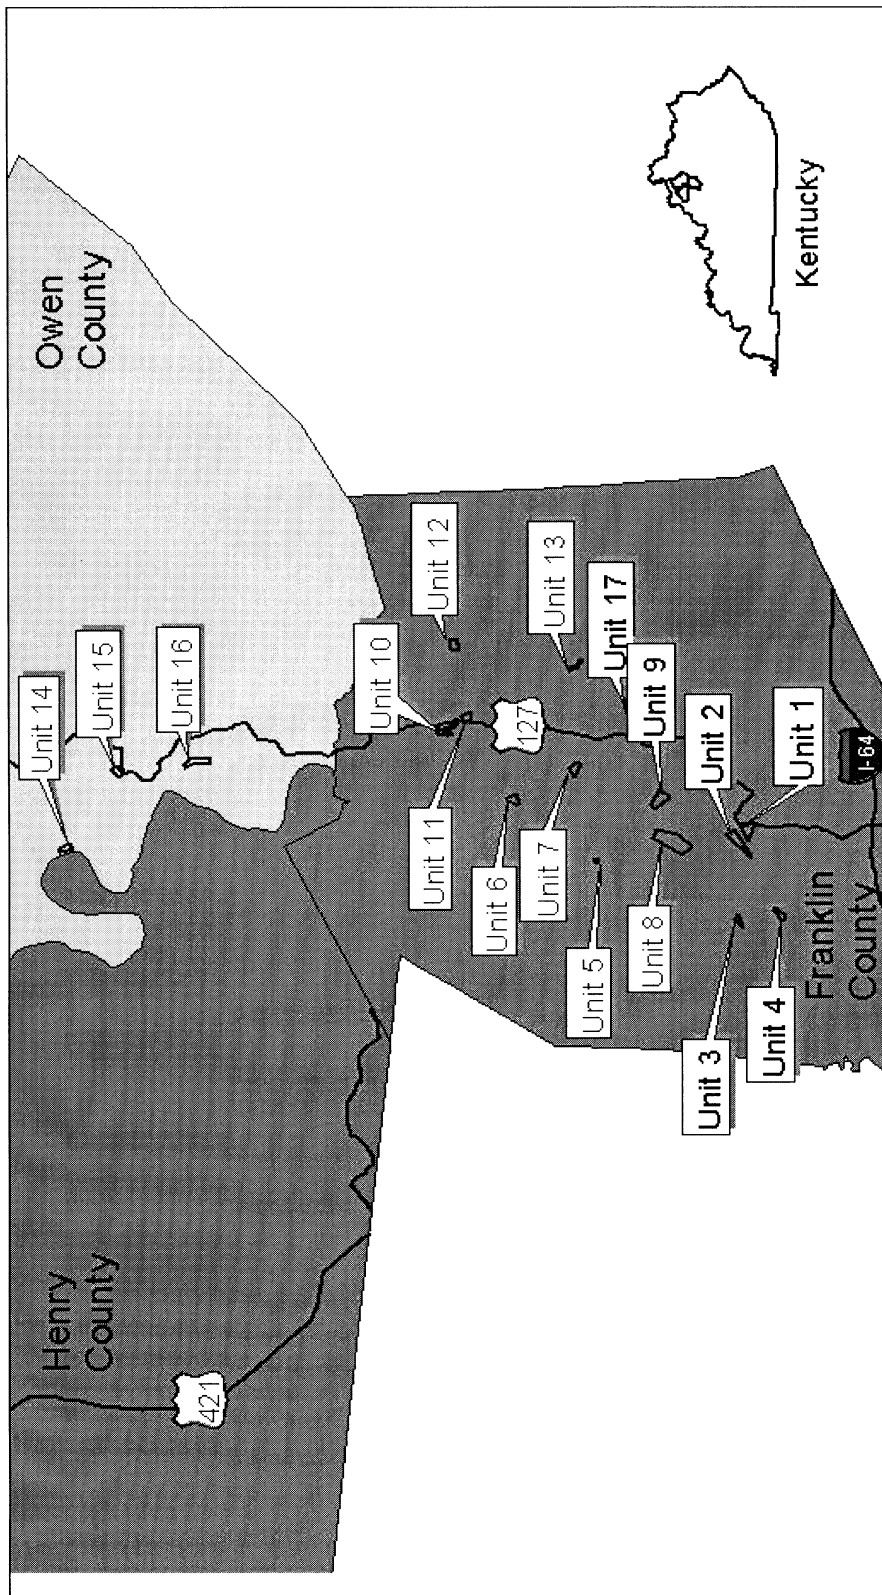 Henry
County
Owen
County
421
Unit 14
Unit 15
Unit 16
Unit 10
Unit 12
Unit 11
127
Unit 6
Unit 7
Unit 13
Unit 5
Unit 17
Unit 8
Unit 9
Unit 3
Unit 2
Unit 4
Unit 1
Franklin
County
I-64
Kentucky